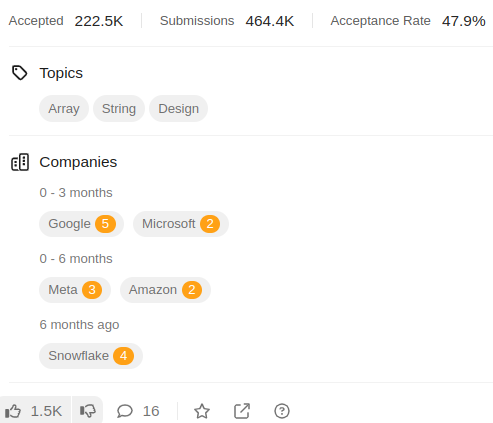 Accepted 222.5K Submissions 464.4K Acceptance Rate 47.9%
Topics
Array String Design
Companies
0 - 3 months
Google 5 Microsoft 2
0 - 6 months
Meta 3 Amazon 2
6 months ago
Snowflake 4
1.5K 16